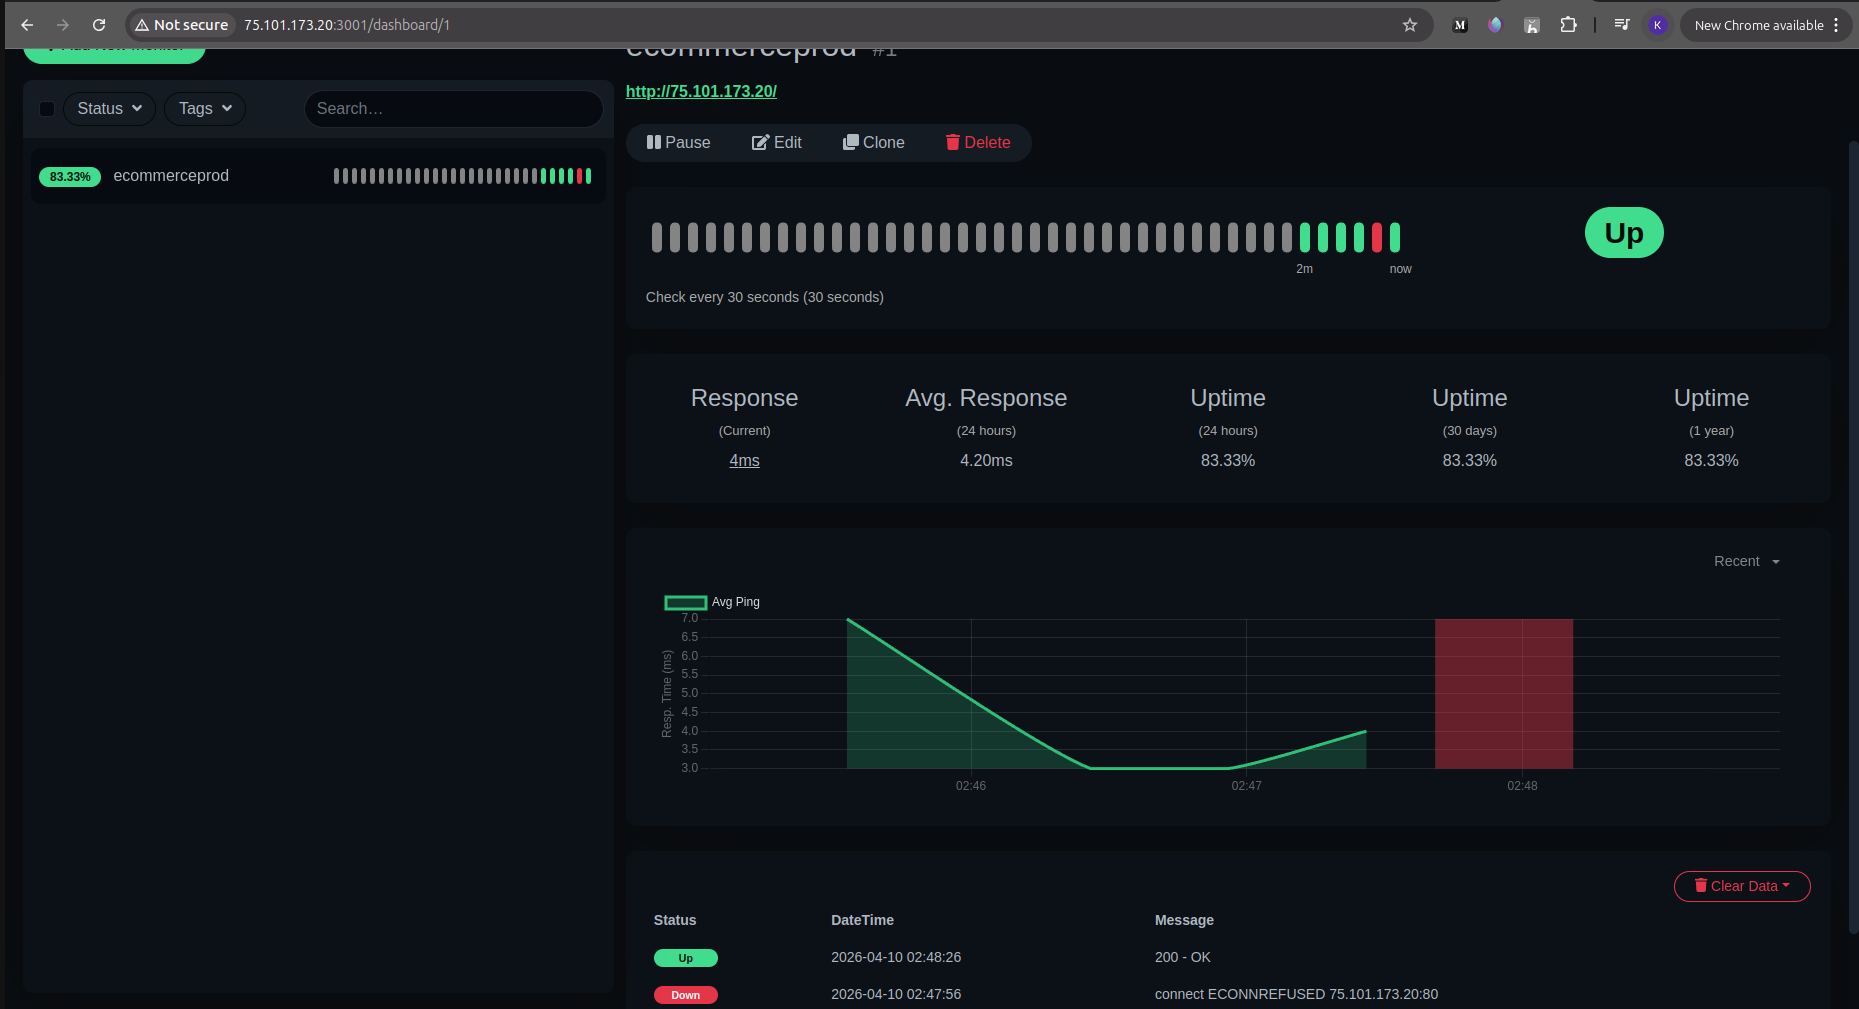 Not secure 75.101.173.20:3001/dashboard/1
M
K
New Chrome available
ecommerceprod #1
http://75.101.173.20/
Status Tags Search...
Pause Edit Clone Delete
83.33% ecommerceprod
Up
2m now
Check every 30 seconds (30 seconds)
Response Avg. Response Uptime Uptime Uptime
(Current) (24 hours) (24 hours) (30 days) (1 year)
4ms 4.20ms 83.33% 83.33% 83.33%
Recent
Avg Ping
Resp. Time (ms)
7.0
6.5
6.0
5.5
5.0
4.5
4.0
3.5
3.0
02:46 02:47 02:48
Clear Data
Status DateTime Message
Up 2026-04-10 02:48:26 200 - OK
Down 2026-04-10 02:47:56 connect ECONNREFUSED 75.101.173.20:80